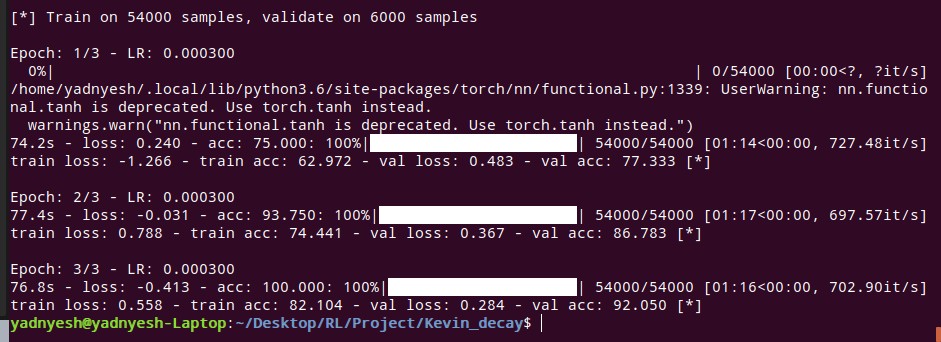 [*] Train on 54000 samples, validate on 6000 samples
Epoch: 1/3 - LR: 0.000300
0%| | 0/54000 [00:00<?, ?it/s]
/home/yadnyesh/.local/lib/python3.6/site-packages/torch/nn/functional.py:1339: UserWarning: nn.functio
nal.tanh is deprecated. Use torch.tanh instead.
warnings.warn("nn.functional.tanh is deprecated. Use torch.tanh instead.")
74.2s - loss: 0.240 - acc: 75.000: 100%| | 54000/54000 [01:14<00:00, 727.48it/s]
train loss: -1.266 - train acc: 62.972 - val loss: 0.483 - val acc: 77.333 [*]
Epoch: 2/3 - LR: 0.000300
77.4s - loss: -0.031 - acc: 93.750: 100%| | 54000/54000 [01:17<00:00, 697.57it/s]
train loss: 0.788 - train acc: 74.441 - val loss: 0.367 - val acc: 86.783 [*]
Epoch: 3/3 - LR: 0.000300
76.8s - loss: -0.413 - acc: 100.000: 100%| | 54000/54000 [01:16<00:00, 702.90it/s]
train loss: 0.558 - train acc: 82.104 - val loss: 0.284 - val acc: 92.050 [*]
yadnyesh@yadnyesh-Laptop:~/Desktop/RL/Project/Kevin_decay$